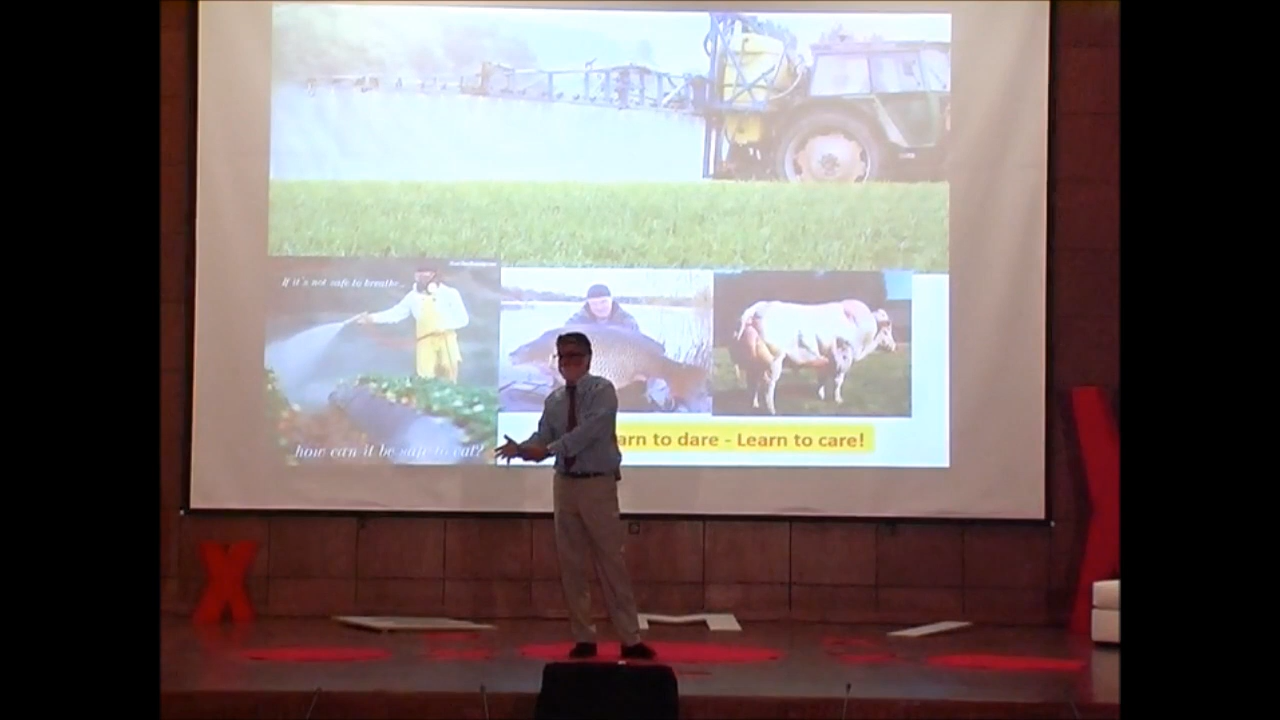 If it's not safe to breathe..
how can it be safe to eat?
arn to dare - Learn to care!
X